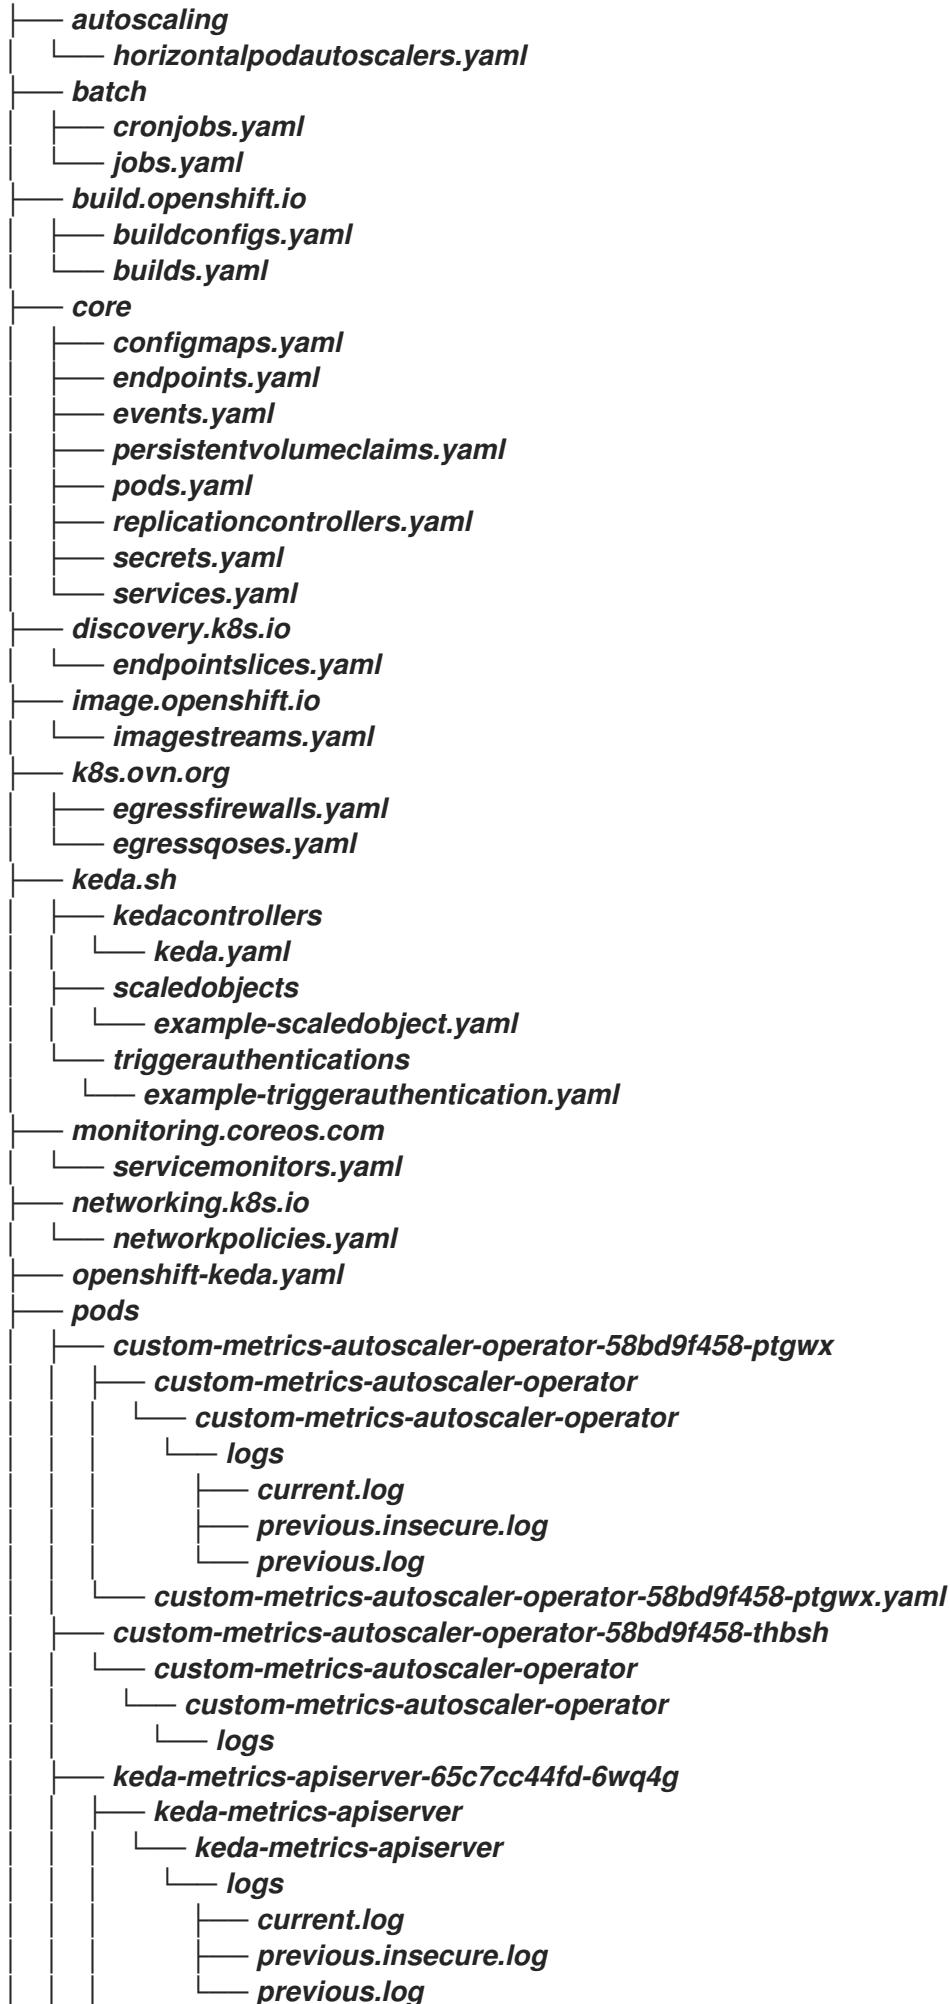 ├── autoscaling
│   └── horizontalpodautoscalers.yaml
├── batch
│   ├── cronjobs.yaml
│   └── jobs.yaml
├── build.openshift.io
│   ├── buildconfigs.yaml
│   └── builds.yaml
├── core
│   ├── configmaps.yaml
│   ├── endpoints.yaml
│   ├── events.yaml
│   ├── persistentvolumeclaims.yaml
│   ├── pods.yaml
│   ├── replicationcontrollers.yaml
│   ├── secrets.yaml
│   └── services.yaml
├── discovery.k8s.io
│   └── endpointslices.yaml
├── image.openshift.io
│   └── imagestreams.yaml
├── k8s.ovn.org
│   ├── egressfirewalls.yaml
│   └── egressqoses.yaml
├── keda.sh
│   ├── kedacontrollers
│   │   └── keda.yaml
│   ├── scaledobjects
│   │   └── example-scaledobject.yaml
│   └── triggerauthentications
│       └── example-triggerauthentication.yaml
├── monitoring.coreos.com
│   └── servicemonitors.yaml
├── networking.k8s.io
│   └── networkpolicies.yaml
├── openshift-keda.yaml
├── pods
│   ├── custom-metrics-autoscaler-operator-58bd9f458-ptgwx
│   │   ├── custom-metrics-autoscaler-operator
│   │   │   └── custom-metrics-autoscaler-operator
│   │   │       └── logs
│   │   │           ├── current.log
│   │   │           ├── previous.insecure.log
│   │   │           └── previous.log
│   │   └── custom-metrics-autoscaler-operator-58bd9f458-ptgwx.yaml
│   ├── custom-metrics-autoscaler-operator-58bd9f458-thbsh
│   │   └── custom-metrics-autoscaler-operator
│   │       └── custom-metrics-autoscaler-operator
│   │           └── logs
│   ├── keda-metrics-apiserver-65c7cc44fd-6wq4g
│   │   ├── keda-metrics-apiserver
│   │   │   └── keda-metrics-apiserver
│   │   │       └── logs
│   │   │           ├── current.log
│   │   │           ├── previous.insecure.log
│   │   │           └── previous.log